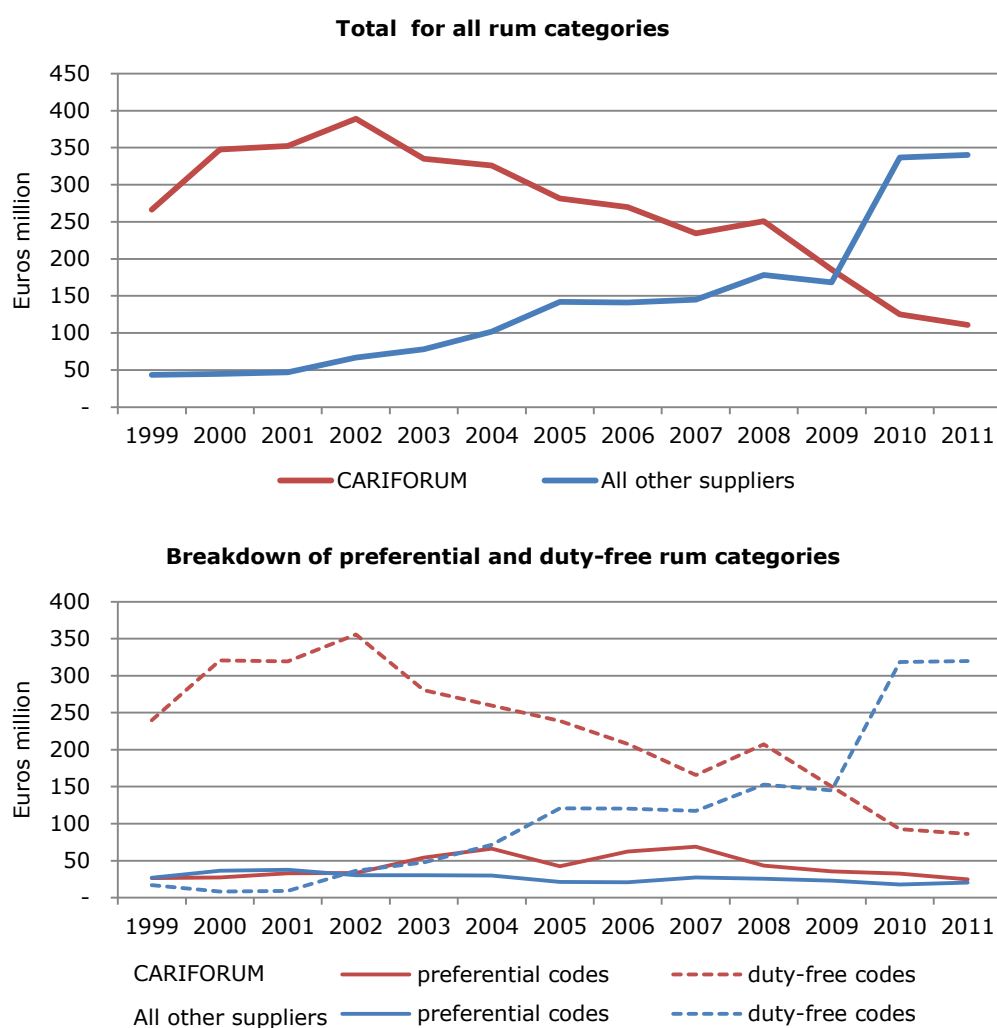 Total for all rum categories
450
400
350
300
250
200
150
100
50
-
Euros million
1999 2000 2001 2002 2003 2004 2005 2006 2007 2008 2009 2010 2011
CARIFORUM All other suppliers
Breakdown of preferential and duty-free rum categories
400
350
300
250
200
150
100
50
-
Euros million
1999 2000 2001 2002 2003 2004 2005 2006 2007 2008 2009 2010 2011
CARIFORUM preferential codes duty-free codes
All other suppliers preferential codes duty-free codes